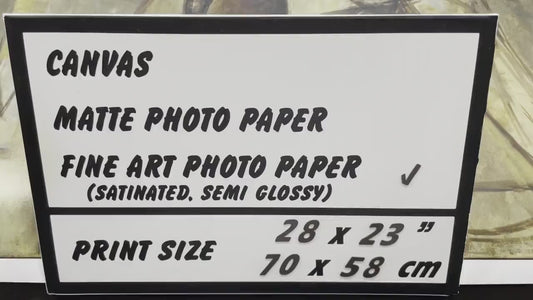 CANVAS
MATTE PHOTO PAPER
FINE ART PHOTO PAPER ✓
(SATINATED, SEMI GLOSSY)
PRINT SIZE
28 x 23 "
70 x 58 cm